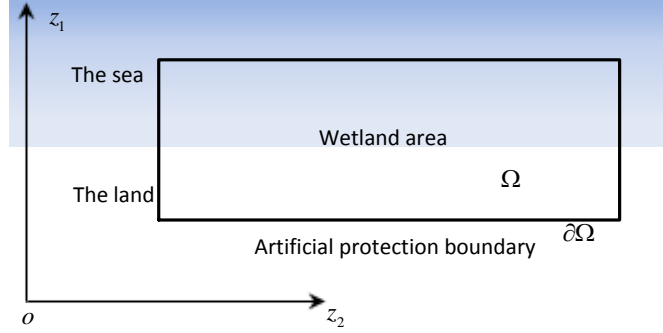 z₁
The sea
Wetland area
Ω
The land
∂Ω
Artificial protection boundary
o
z₂